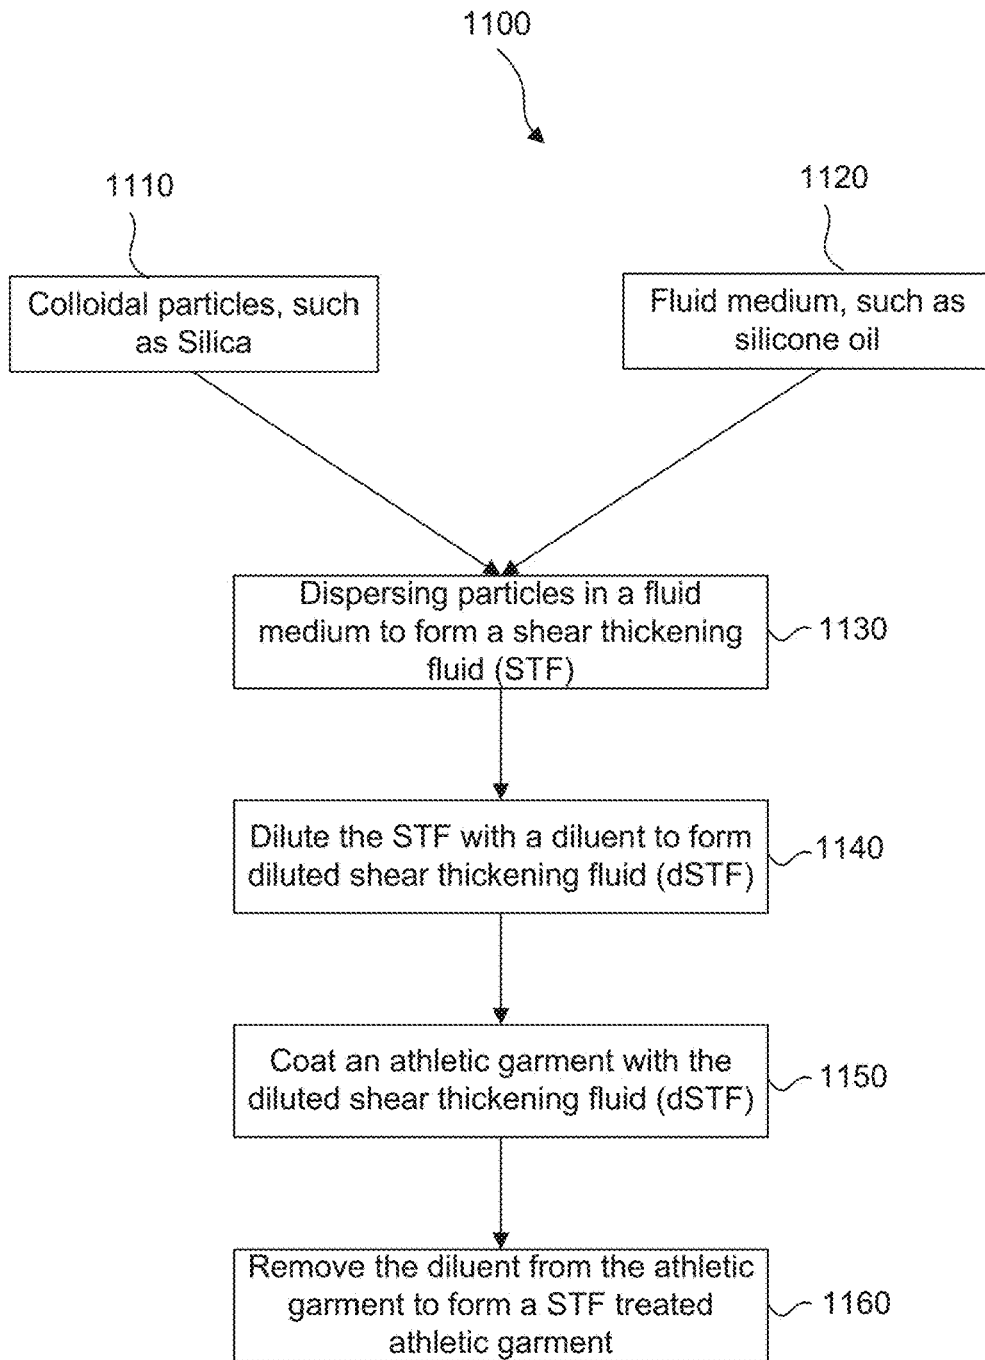 1100
1110
1120
Colloidal particles, such
as Silica
Fluid medium, such as
silicone oil
Dispersing particles in a fluid
medium to form a shear thickening
fluid (STF)
1130
Dilute the STF with a diluent to form
diluted shear thickening fluid (dSTF)
1140
Coat an athletic garment with the
diluted shear thickening fluid (dSTF)
1150
Remove the diluent from the athletic
garment to form a STF treated
athletic garment
1160